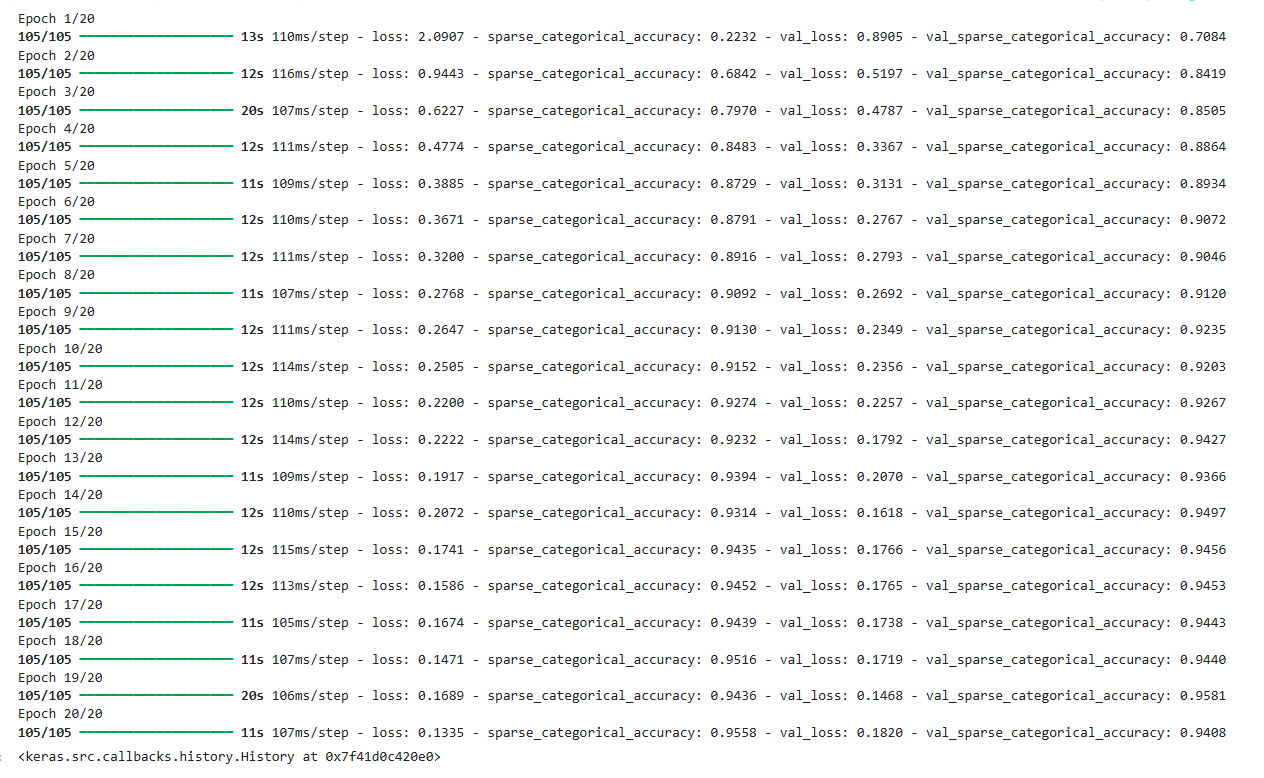 Epoch 1/20
105/105 ━━━━━━━━━━━━━━━━━━━━ 13s 110ms/step - loss: 2.0907 - sparse_categorical_accuracy: 0.2232 - val_loss: 0.8905 - val_sparse_categorical_accuracy: 0.7084
Epoch 2/20
105/105 ━━━━━━━━━━━━━━━━━━━━ 12s 116ms/step - loss: 0.9443 - sparse_categorical_accuracy: 0.6842 - val_loss: 0.5197 - val_sparse_categorical_accuracy: 0.8419
Epoch 3/20
105/105 ━━━━━━━━━━━━━━━━━━━━ 20s 107ms/step - loss: 0.6227 - sparse_categorical_accuracy: 0.7970 - val_loss: 0.4787 - val_sparse_categorical_accuracy: 0.8505
Epoch 4/20
105/105 ━━━━━━━━━━━━━━━━━━━━ 12s 111ms/step - loss: 0.4774 - sparse_categorical_accuracy: 0.8483 - val_loss: 0.3367 - val_sparse_categorical_accuracy: 0.8864
Epoch 5/20
105/105 ━━━━━━━━━━━━━━━━━━━━ 11s 109ms/step - loss: 0.3885 - sparse_categorical_accuracy: 0.8729 - val_loss: 0.3131 - val_sparse_categorical_accuracy: 0.8934
Epoch 6/20
105/105 ━━━━━━━━━━━━━━━━━━━━ 12s 110ms/step - loss: 0.3671 - sparse_categorical_accuracy: 0.8791 - val_loss: 0.2767 - val_sparse_categorical_accuracy: 0.9072
Epoch 7/20
105/105 ━━━━━━━━━━━━━━━━━━━━ 12s 111ms/step - loss: 0.3200 - sparse_categorical_accuracy: 0.8916 - val_loss: 0.2793 - val_sparse_categorical_accuracy: 0.9046
Epoch 8/20
105/105 ━━━━━━━━━━━━━━━━━━━━ 11s 107ms/step - loss: 0.2768 - sparse_categorical_accuracy: 0.9092 - val_loss: 0.2692 - val_sparse_categorical_accuracy: 0.9120
Epoch 9/20
105/105 ━━━━━━━━━━━━━━━━━━━━ 12s 111ms/step - loss: 0.2647 - sparse_categorical_accuracy: 0.9130 - val_loss: 0.2349 - val_sparse_categorical_accuracy: 0.9235
Epoch 10/20
105/105 ━━━━━━━━━━━━━━━━━━━━ 12s 114ms/step - loss: 0.2505 - sparse_categorical_accuracy: 0.9152 - val_loss: 0.2356 - val_sparse_categorical_accuracy: 0.9203
Epoch 11/20
105/105 ━━━━━━━━━━━━━━━━━━━━ 12s 110ms/step - loss: 0.2200 - sparse_categorical_accuracy: 0.9274 - val_loss: 0.2257 - val_sparse_categorical_accuracy: 0.9267
Epoch 12/20
105/105 ━━━━━━━━━━━━━━━━━━━━ 12s 114ms/step - loss: 0.2222 - sparse_categorical_accuracy: 0.9232 - val_loss: 0.1792 - val_sparse_categorical_accuracy: 0.9427
Epoch 13/20
105/105 ━━━━━━━━━━━━━━━━━━━━ 11s 109ms/step - loss: 0.1917 - sparse_categorical_accuracy: 0.9394 - val_loss: 0.2070 - val_sparse_categorical_accuracy: 0.9366
Epoch 14/20
105/105 ━━━━━━━━━━━━━━━━━━━━ 12s 110ms/step - loss: 0.2072 - sparse_categorical_accuracy: 0.9314 - val_loss: 0.1618 - val_sparse_categorical_accuracy: 0.9497
Epoch 15/20
105/105 ━━━━━━━━━━━━━━━━━━━━ 12s 115ms/step - loss: 0.1741 - sparse_categorical_accuracy: 0.9435 - val_loss: 0.1766 - val_sparse_categorical_accuracy: 0.9456
Epoch 16/20
105/105 ━━━━━━━━━━━━━━━━━━━━ 12s 113ms/step - loss: 0.1586 - sparse_categorical_accuracy: 0.9452 - val_loss: 0.1765 - val_sparse_categorical_accuracy: 0.9453
Epoch 17/20
105/105 ━━━━━━━━━━━━━━━━━━━━ 11s 105ms/step - loss: 0.1674 - sparse_categorical_accuracy: 0.9439 - val_loss: 0.1738 - val_sparse_categorical_accuracy: 0.9443
Epoch 18/20
105/105 ━━━━━━━━━━━━━━━━━━━━ 11s 107ms/step - loss: 0.1471 - sparse_categorical_accuracy: 0.9516 - val_loss: 0.1719 - val_sparse_categorical_accuracy: 0.9440
Epoch 19/20
105/105 ━━━━━━━━━━━━━━━━━━━━ 20s 106ms/step - loss: 0.1689 - sparse_categorical_accuracy: 0.9436 - val_loss: 0.1468 - val_sparse_categorical_accuracy: 0.9581
Epoch 20/20
105/105 ━━━━━━━━━━━━━━━━━━━━ 11s 107ms/step - loss: 0.1335 - sparse_categorical_accuracy: 0.9558 - val_loss: 0.1820 - val_sparse_categorical_accuracy: 0.9408
<keras.src.callbacks.history.History at 0x7f41d0c420e0>